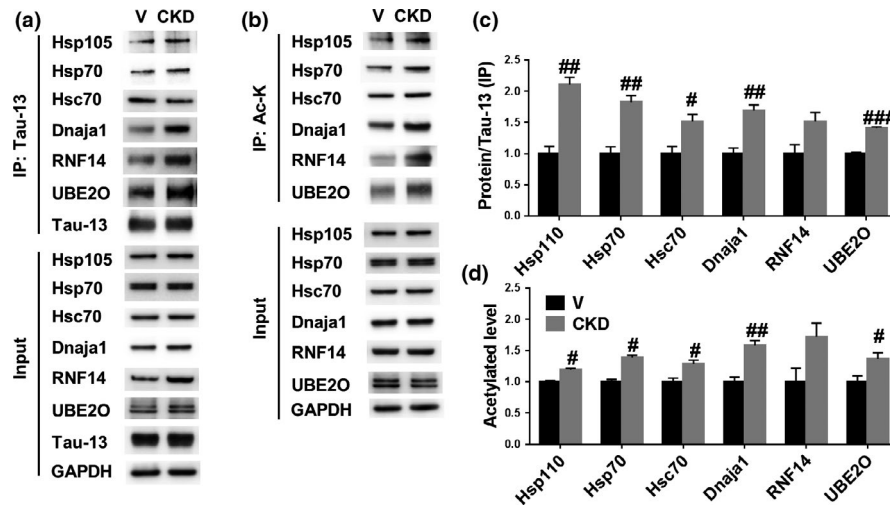 (a)
V CKD
IP: Tau-13
Hsp105
Hsp70
Hsc70
Dnaja1
RNF14
UBE2O
Tau-13
Input
Hsp105
Hsp70
Hsc70
Dnaja1
RNF14
UBE2O
Tau-13
GAPDH
(b)
V CKD
IP: Ac-K
Hsp105
Hsp70
Hsc70
Dnaja1
RNF14
UBE2O
Input
Hsp105
Hsp70
Hsc70
Dnaja1
RNF14
UBE2O
GAPDH
(c)
Protein/Tau-13 (IP)
2.5
2.0
1.5
1.0
0.5
0.0
## ## # ## ###
Hsp110 Hsp70 Hsc70 Dnaja1 RNF14 UBE2O
(d)
Acetylated level
2.5
2.0
1.5
1.0
0.5
0.0
V
CKD
# # # ## #
Hsp110 Hsp70 Hsc70 Dnaja1 RNF14 UBE2O